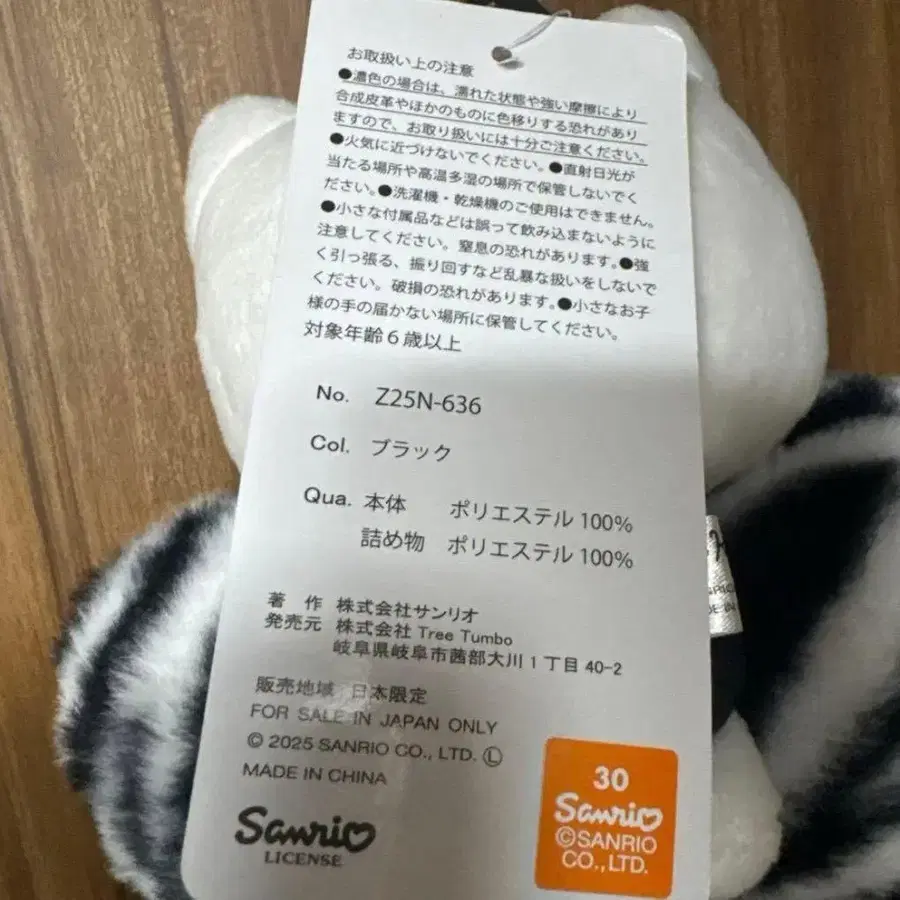 お取扱い上の注意
●濃色の場合は、濡れた状態や強い摩擦により
合成皮革やほかのものに色移りする恐れがあり
ますので、お取り扱いには十分ご注意ください。
●火気に近づけないでください。●直射日光が
当たる場所や高温多湿の場所で保管しないでく
ださい。●洗濯機・乾燥機のご使用はできません。
●小さな付属品などは誤って飲み込まないように
注意してください。窒息の恐れがあります。●強
く引っ張る、振り回すなど乱暴な扱いをしないで
ください。破損の恐れがあります。●小さなお子
様の手の届かない場所に保管してください。
対象年齢6歳以上
No. Z25N-636
Col. ブラック
Qua. 本体 ポリエステル100%
詰め物 ポリエステル100%
著 作 株式会社サンリオ
発売元 株式会社 Tree Tumbo
岐阜県岐阜市茜部大川1丁目40-2
販売地域 日本限定
FOR SALE IN JAPAN ONLY
© 2025 SANRIO CO., LTD. Ⓛ
MADE IN CHINA
Sanrio
LICENSE
30
Sanrio
©SANRIO
CO.,LTD.